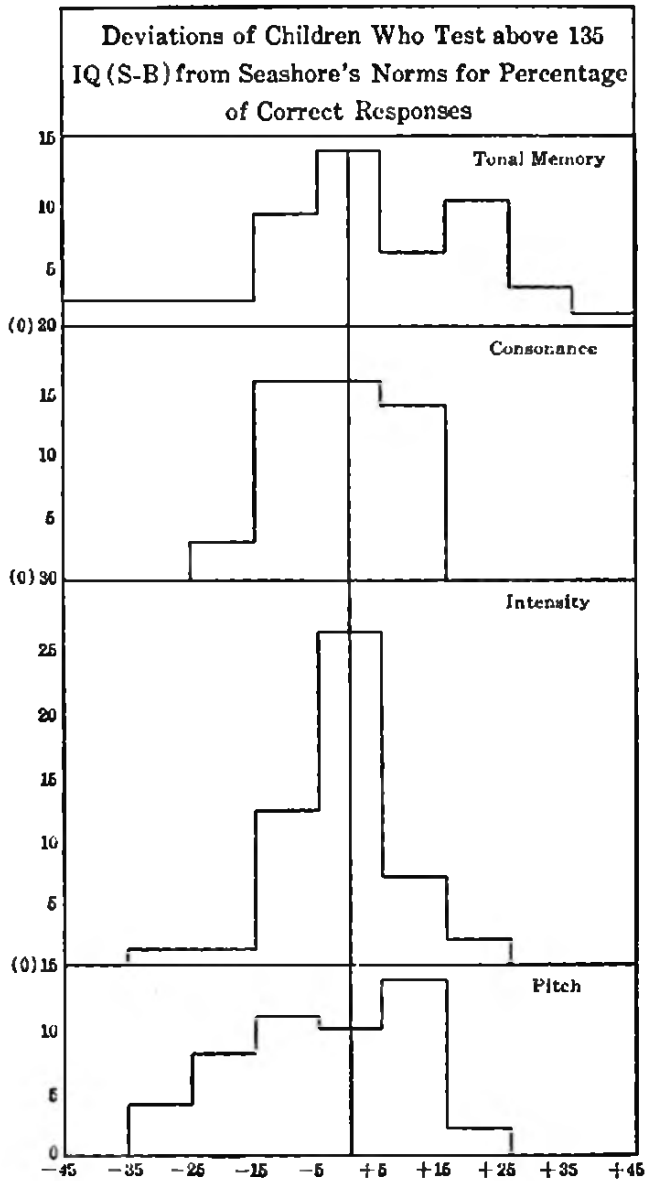 Deviations of Children Who Test above 135
IQ (S-B) from Seashore's Norms for Percentage
of Correct Responses
15
Tonal Memory
10
5
(0) 20
Consonance
15
10
5
(0) 30
Intensity
25
20
15
10
5
(0) 15
Pitch
10
5
0
-45 -35 -25 -15 -5 +5 +15 +25 +35 +45